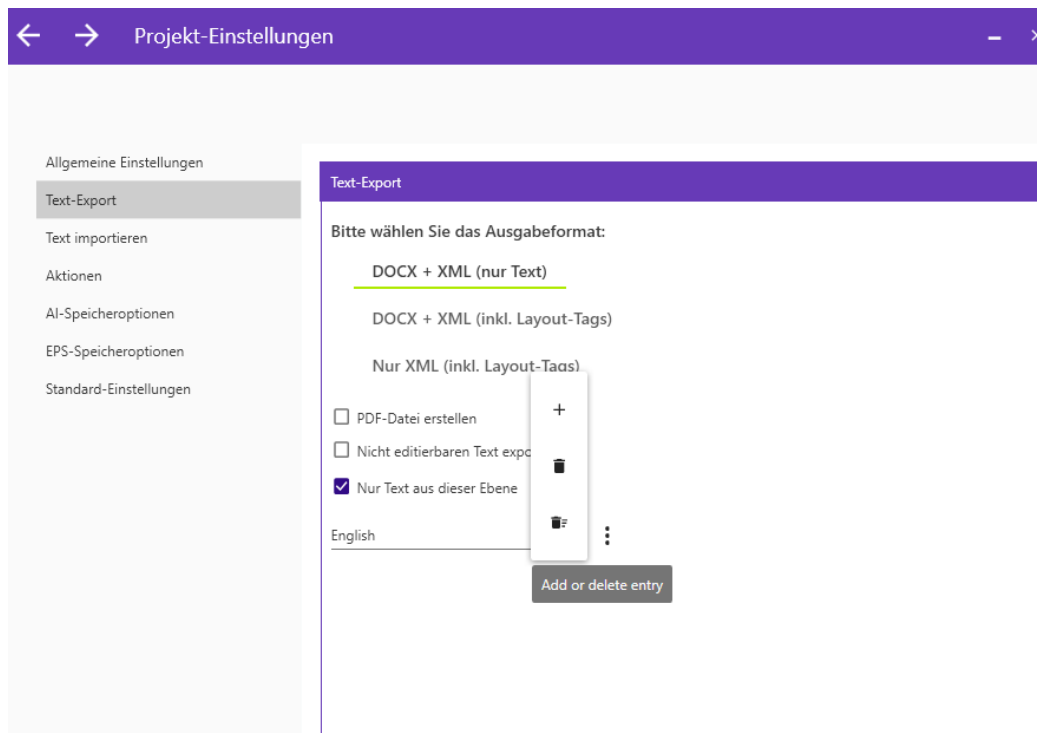 Projekt-Einstellungen
Allgemeine Einstellungen
Text-Export
Text importieren
Aktionen
AI-Speicheroptionen
EPS-Speicheroptionen
Standard-Einstellungen
Text-Export
Bitte wählen Sie das Ausgabeformat:
DOCX + XML (nur Text)
DOCX + XML (inkl. Layout-Tags)
Nur XML (inkl. Layout-Tags)
PDF-Datei erstellen
Nicht editierbaren Text expo
Nur Text aus dieser Ebene
English
Add or delete entry